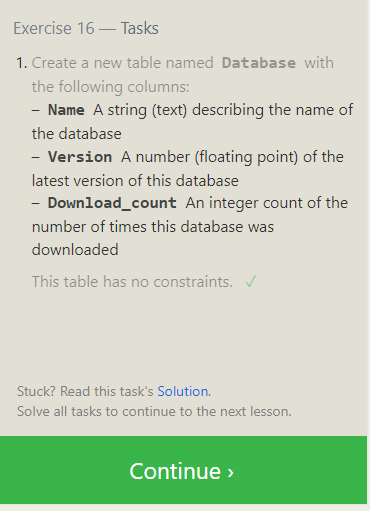 Exercise 16 — Tasks
1. Create a new table named Database with
the following columns:
– Name A string (text) describing the name of
the database
– Version A number (floating point) of the
latest version of this database
– Download_count An integer count of the
number of times this database was
downloaded
This table has no constraints. ✓
Stuck? Read this task's Solution.
Solve all tasks to continue to the next lesson.
Continue ›